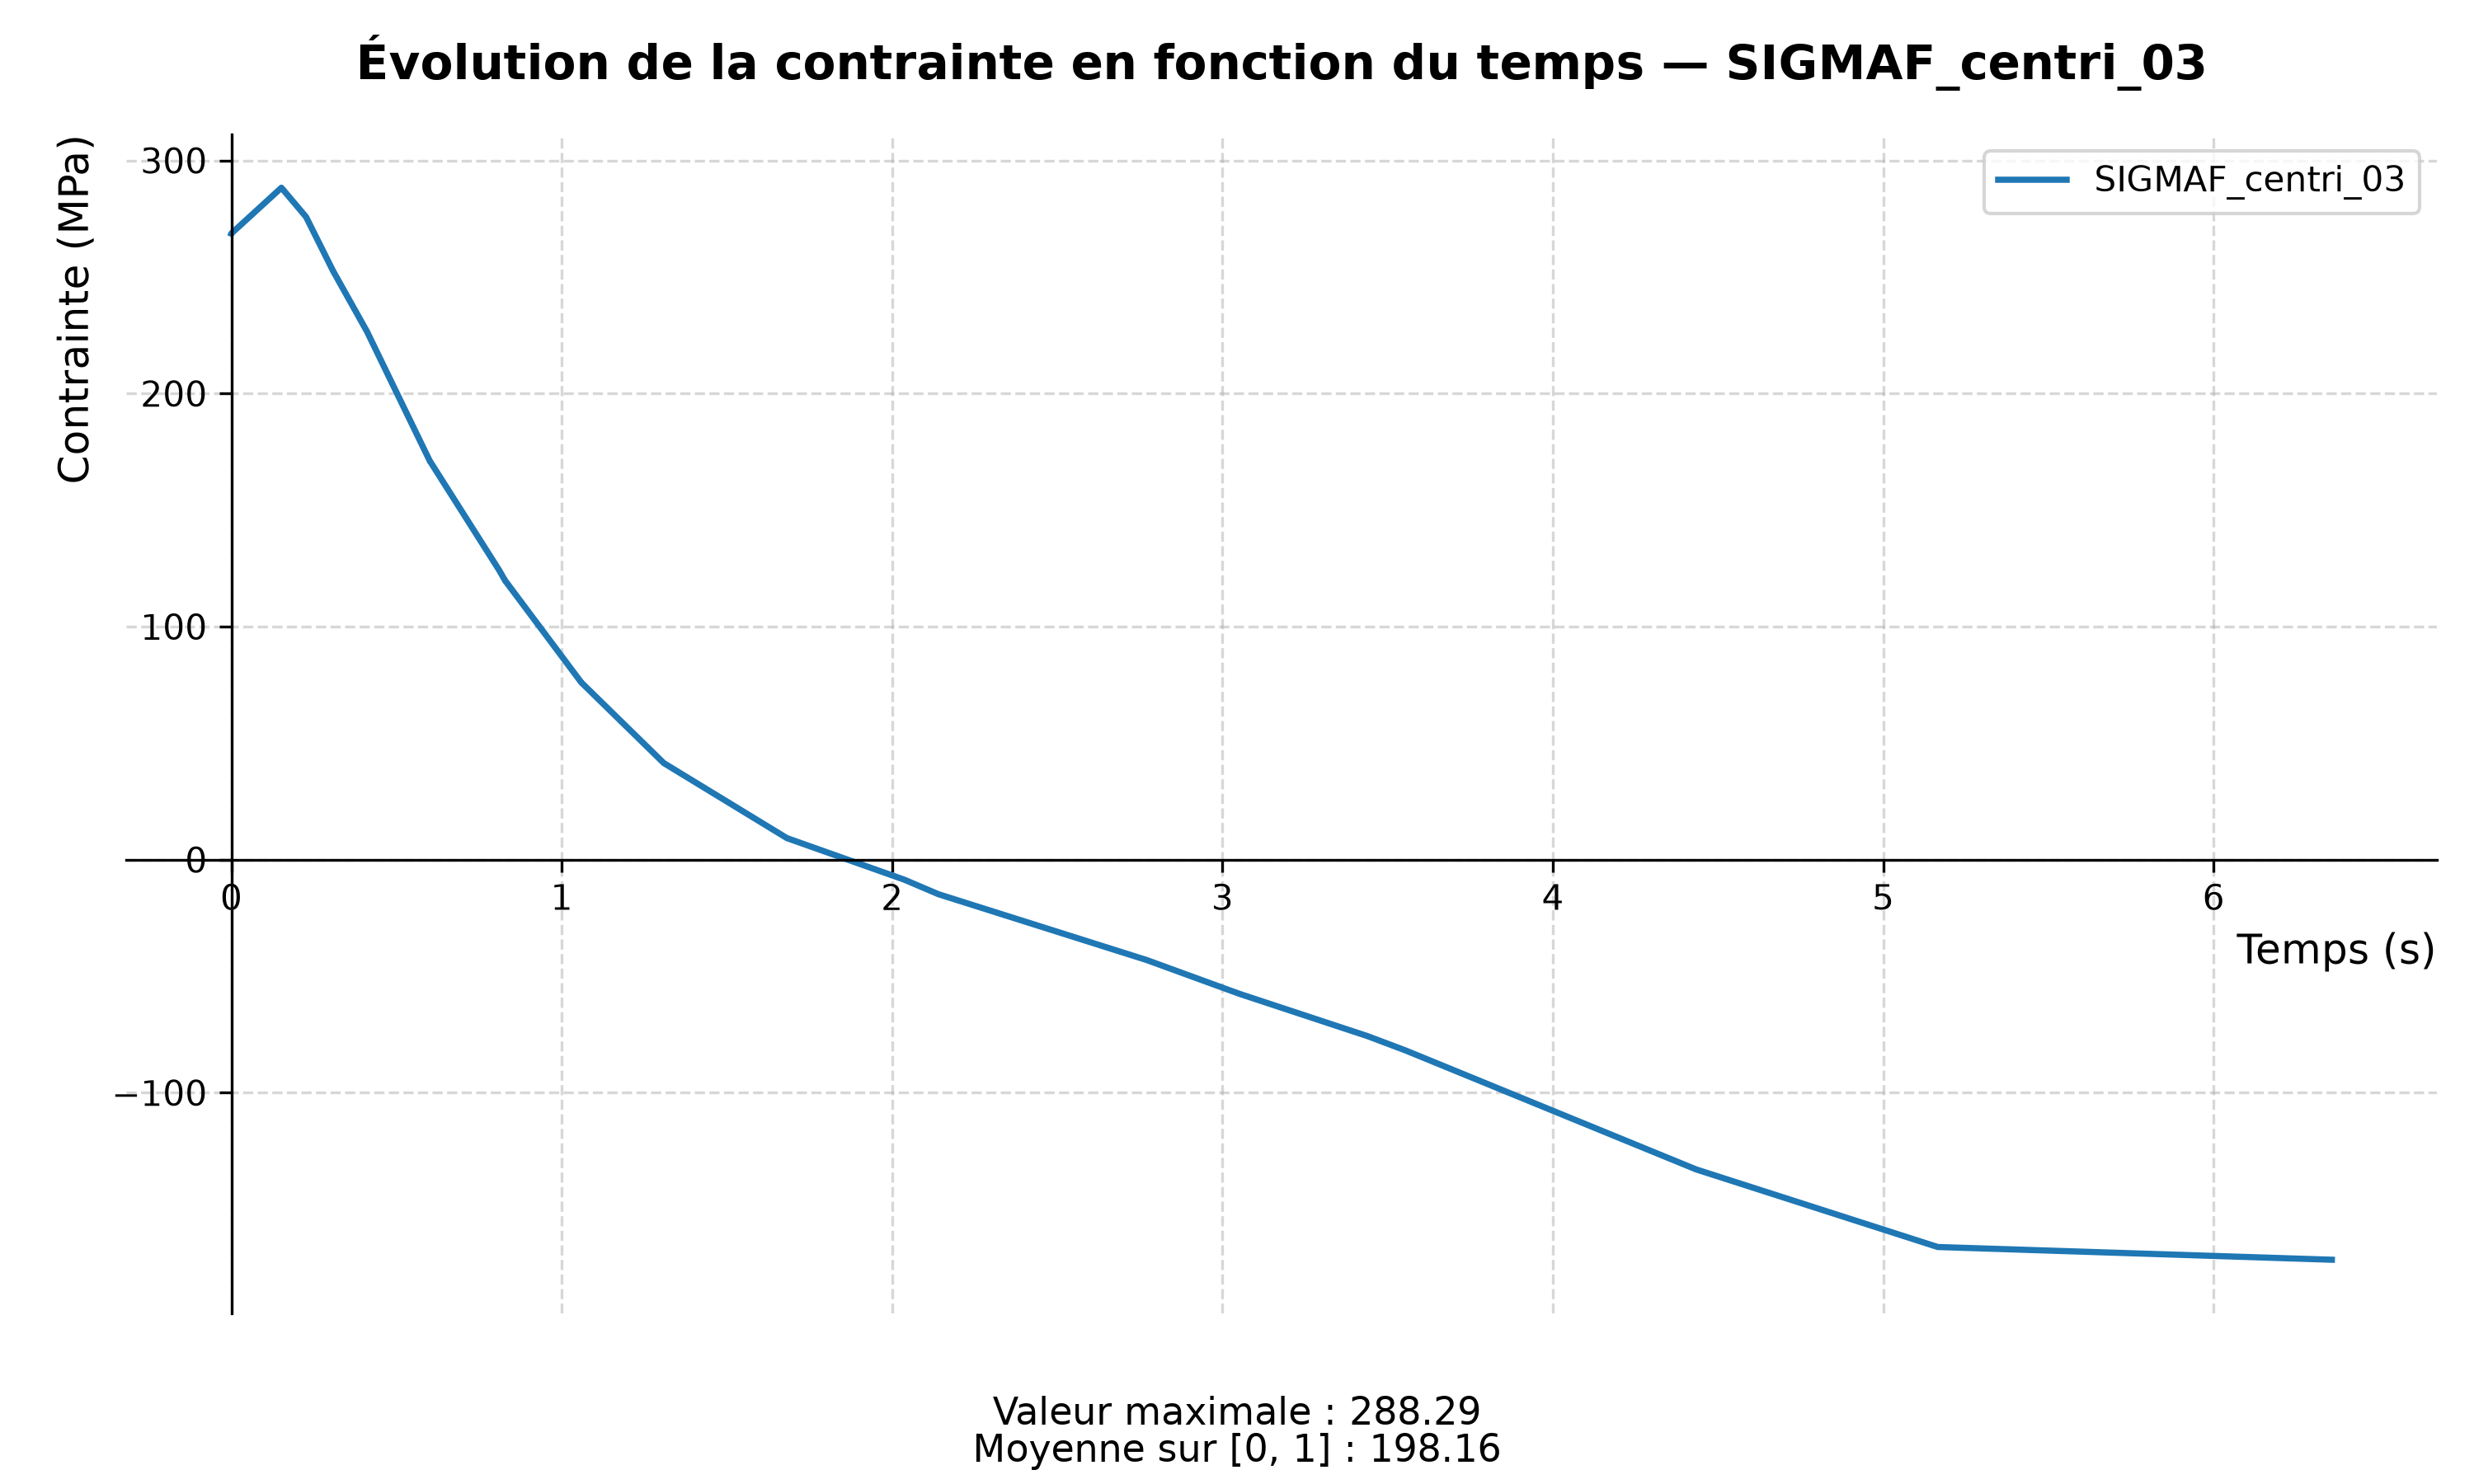 Évolution de la contrainte en fonction du temps — SIGMAF_centri_03
Contrainte (MPa)
SIGMAF_centri_03
300
200
100
0
−100
0 1 2 3 4 5 6
Temps (s)
Valeur maximale : 288.29
Moyenne sur [0, 1] : 198.16